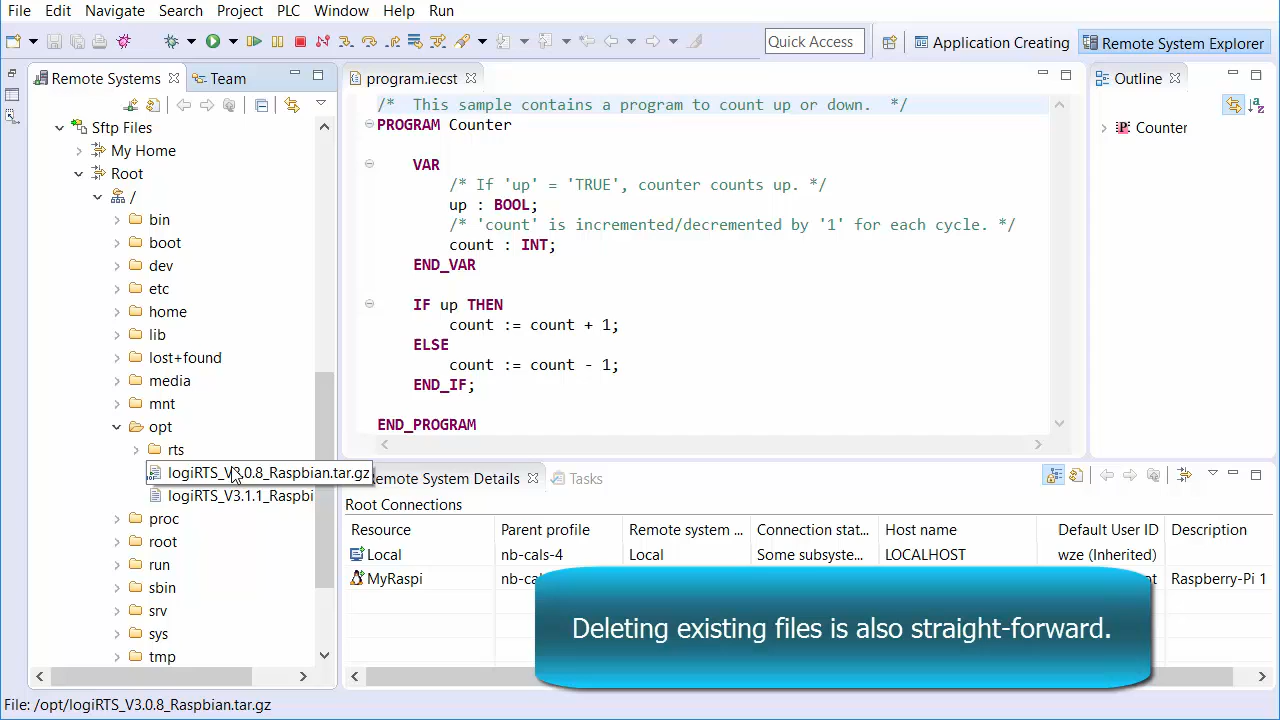 File Edit Navigate Search Project PLC Window Help Run
Quick Access
Application Creating
Remote System Explorer
Remote Systems
Team
Sftp Files
My Home
Root
/
bin
boot
dev
etc
home
lib
lost+found
media
mnt
opt
rts
logiRTS_V3.0.8_Raspbian.tar.gz
logiRTS_V3.1.1_Raspbi
proc
root
run
sbin
srv
sys
tmp
program.iecst
/*  This sample contains a program to count up or down.  */
PROGRAM Counter
VAR
/* If 'up' = 'TRUE', counter counts up. */
up : BOOL;
/* 'count' is incremented/decremented by '1' for each cycle. */
count : INT;
END_VAR
IF up THEN
count := count + 1;
ELSE
count := count - 1;
END_IF;
END_PROGRAM
Outline
Counter
Remote System Details
Tasks
Root Connections
Resource Parent profile Remote system ... Connection stat... Host name Default User ID Description
Local nb-cals-4 Local Some subsyste... LOCALHOST wze (Inherited)
MyRaspi nb-ca Raspberry-Pi 1
Deleting existing files is also straight-forward.
File: /opt/logiRTS_V3.0.8_Raspbian.tar.gz